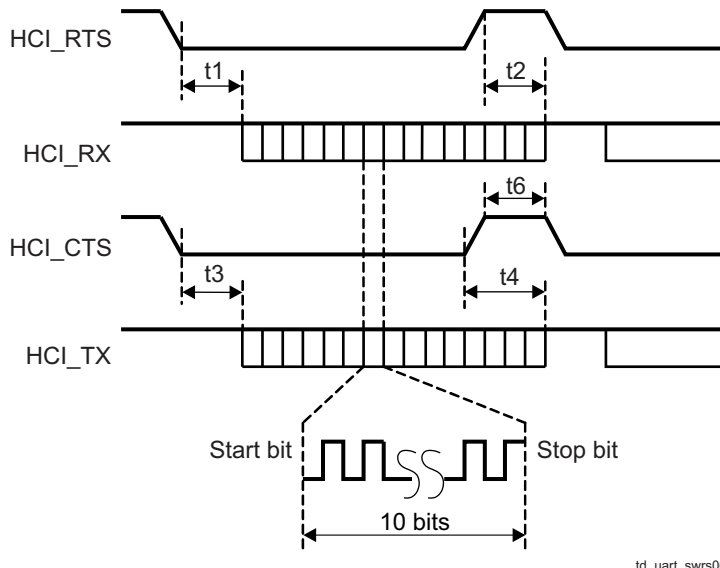 HCI_RTS
t1
t2
HCI_RX
t6
HCI_CTS
t3
t4
HCI_TX
Start bit
Stop bit
10 bits